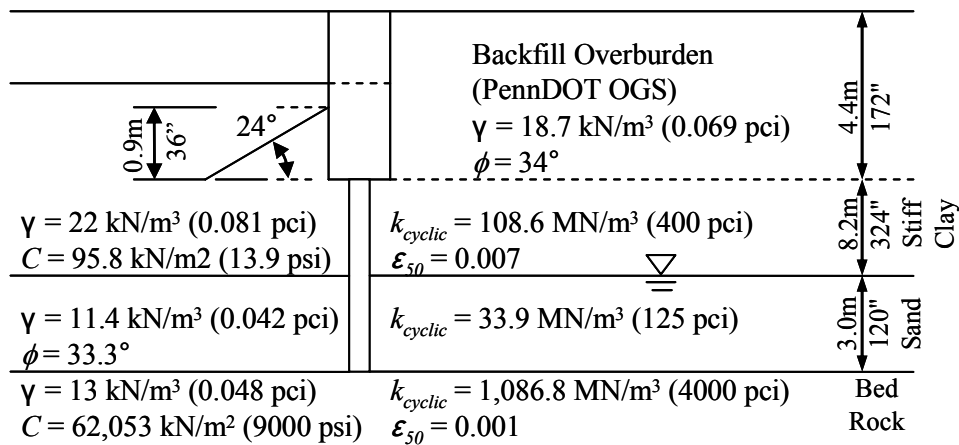 Backfill Overburden
(PennDOT OGS)
γ = 18.7 kN/m³ (0.069 pci)
ϕ = 34°
4.4m
172"
0.9m
36”
24°
γ = 22 kN/m³ (0.081 pci)
C = 95.8 kN/m2 (13.9 psi)
k_cyclic = 108.6 MN/m³ (400 pci)
ε_50 = 0.007
8.2m
324"
Stiff
Clay
γ = 11.4 kN/m³ (0.042 pci)
ϕ = 33.3°
k_cyclic = 33.9 MN/m³ (125 pci)
3.0m
120"
Sand
γ = 13 kN/m³ (0.048 pci)
C = 62,053 kN/m² (9000 psi)
k_cyclic = 1,086.8 MN/m³ (4000 pci)
ε_50 = 0.001
Bed
Rock